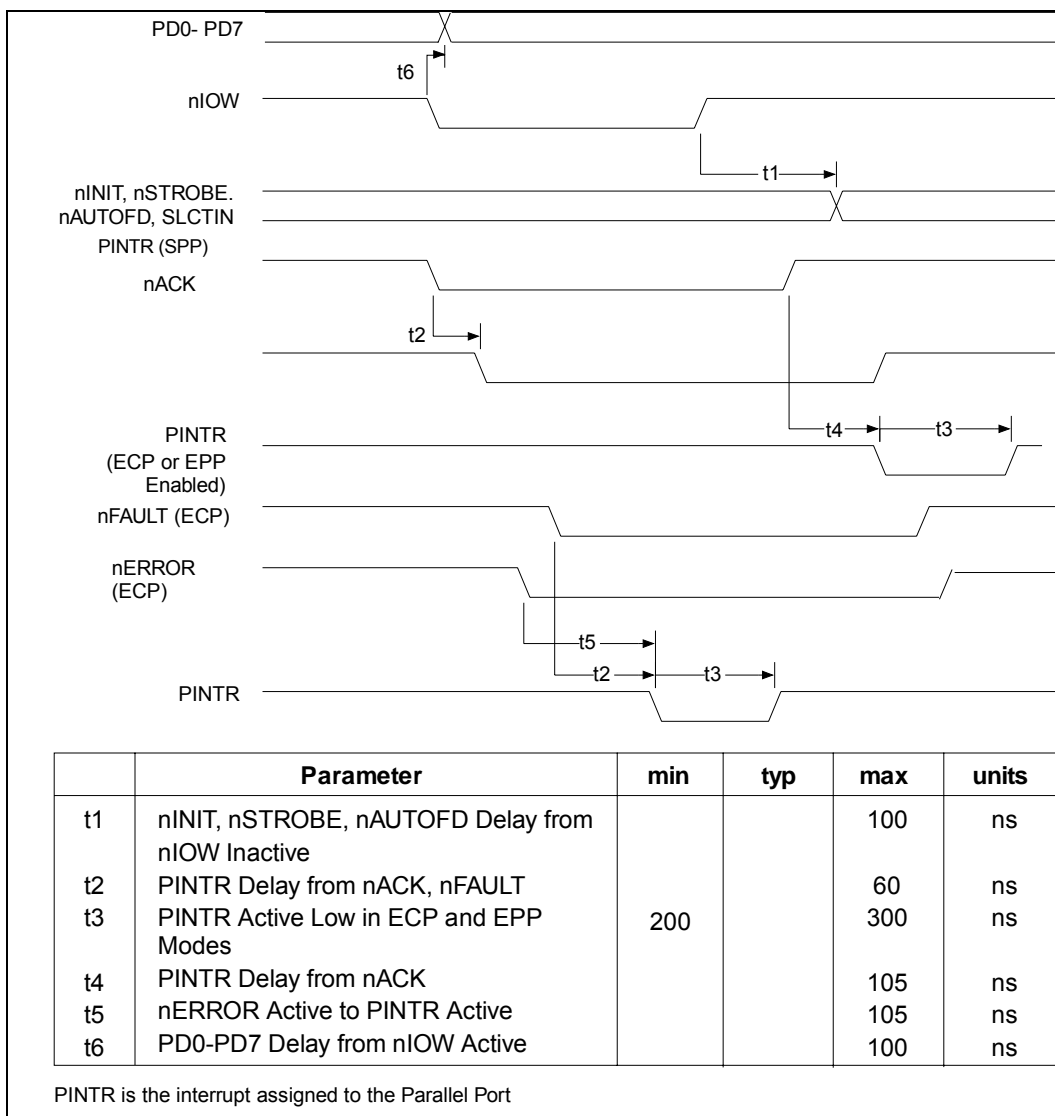 PD0- PD7
t6
nIOW
t1
nINIT, nSTROBE.
nAUTOFD, SLCTIN
PINTR (SPP)
nACK
t2
t4 t3
PINTR
(ECP or EPP
Enabled)
nFAULT (ECP)
nERROR
(ECP)
t5
t2 t3
PINTR
Parameter min typ max units
t1 nINIT, nSTROBE, nAUTOFD Delay from 100 ns
nIOW Inactive
t2 PINTR Delay from nACK, nFAULT 60 ns
t3 PINTR Active Low in ECP and EPP 200 300 ns
Modes
t4 PINTR Delay from nACK 105 ns
t5 nERROR Active to PINTR Active 105 ns
t6 PD0-PD7 Delay from nIOW Active 100 ns
PINTR is the interrupt assigned to the Parallel Port